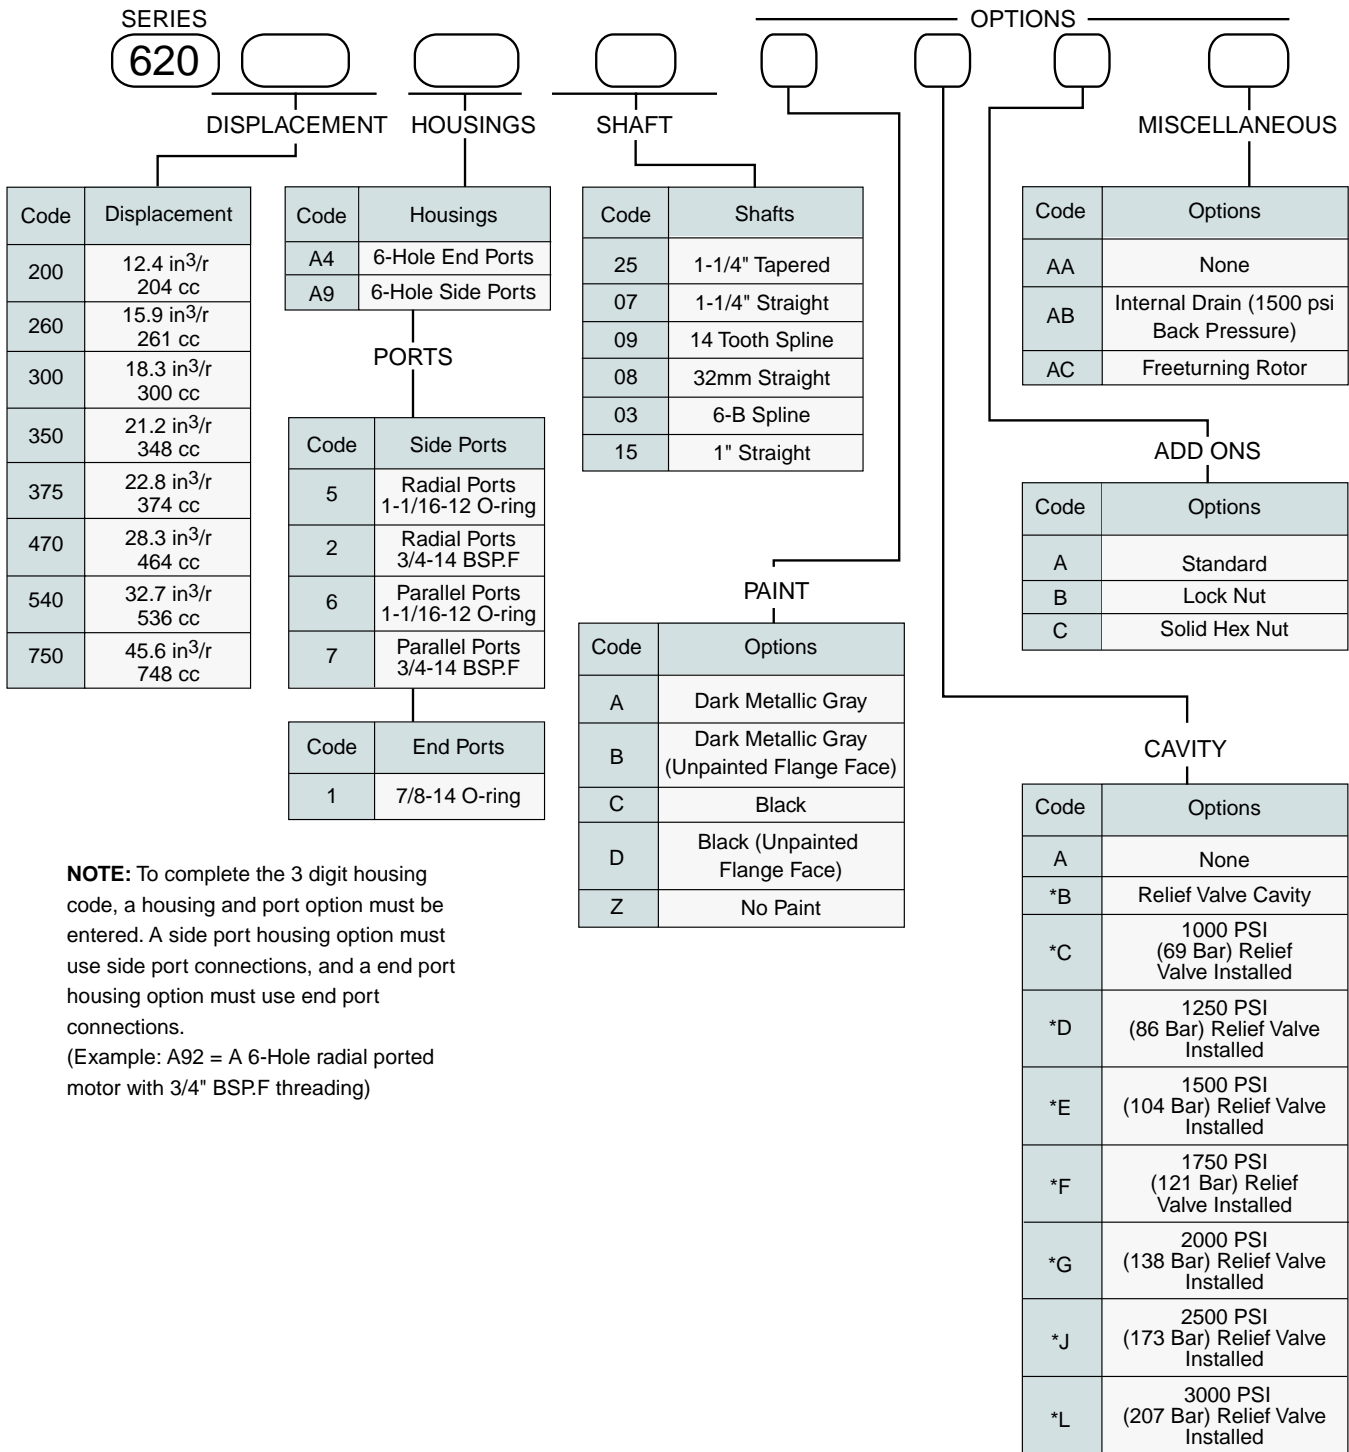 SERIES
OPTIONS
620
DISPLACEMENT
HOUSINGS
SHAFT
MISCELLANEOUS
Code Displacement
200 12.4 in3/r
204 cc
260 15.9 in3/r
261 cc
300 18.3 in3/r
300 cc
350 21.2 in3/r
348 cc
375 22.8 in3/r
374 cc
470 28.3 in3/r
464 cc
540 32.7 in3/r
536 cc
750 45.6 in3/r
748 cc
Code Housings
A4 6-Hole End Ports
A9 6-Hole Side Ports
PORTS
Code Side Ports
5 Radial Ports
1-1/16-12 O-ring
2 Radial Ports
3/4-14 BSP.F
6 Parallel Ports
1-1/16-12 O-ring
7 Parallel Ports
3/4-14 BSP.F
Code End Ports
1 7/8-14 O-ring
Code Shafts
25 1-1/4" Tapered
07 1-1/4" Straight
09 14 Tooth Spline
08 32mm Straight
03 6-B Spline
15 1" Straight
PAINT
Code Options
A Dark Metallic Gray
B Dark Metallic Gray
(Unpainted Flange Face)
C Black
D Black (Unpainted
Flange Face)
Z No Paint
Code Options
AA None
AB Internal Drain (1500 psi
Back Pressure)
AC Freeturning Rotor
ADD ONS
Code Options
A Standard
B Lock Nut
C Solid Hex Nut
CAVITY
Code Options
A None
*B Relief Valve Cavity
*C 1000 PSI
(69 Bar) Relief
Valve Installed
*D 1250 PSI
(86 Bar) Relief Valve
Installed
*E 1500 PSI
(104 Bar) Relief Valve
Installed
*F 1750 PSI
(121 Bar) Relief
Valve Installed
*G 2000 PSI
(138 Bar) Relief Valve
Installed
*J 2500 PSI
(173 Bar) Relief Valve
Installed
*L 3000 PSI
(207 Bar) Relief Valve
Installed
NOTE: To complete the 3 digit housing
code, a housing and port option must be
entered. A side port housing option must
use side port connections, and a end port
housing option must use end port
connections.
(Example: A92 = A 6-Hole radial ported
motor with 3/4" BSP.F threading)